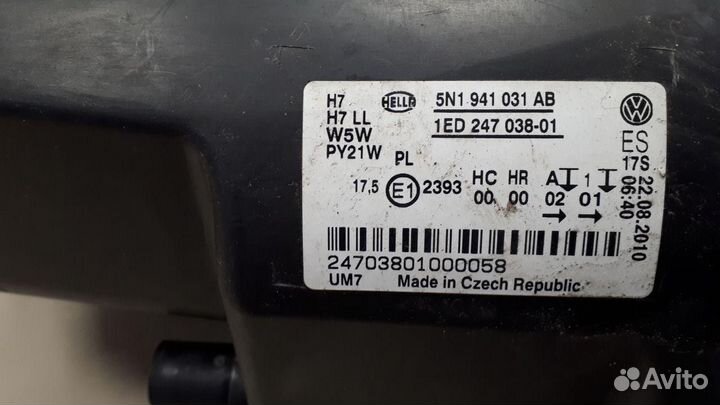 H7
H7 LL
W5W
PY21W
HELLA
5N1 941 031 AB
1ED 247 038-01
PL
17,5 E1 2393
HC HR A 1
00 00 02 01
→ →
24703801000058
UM7 Made in Czech Republic
VW
ES
17S
22.08.2010
06:40
Avito